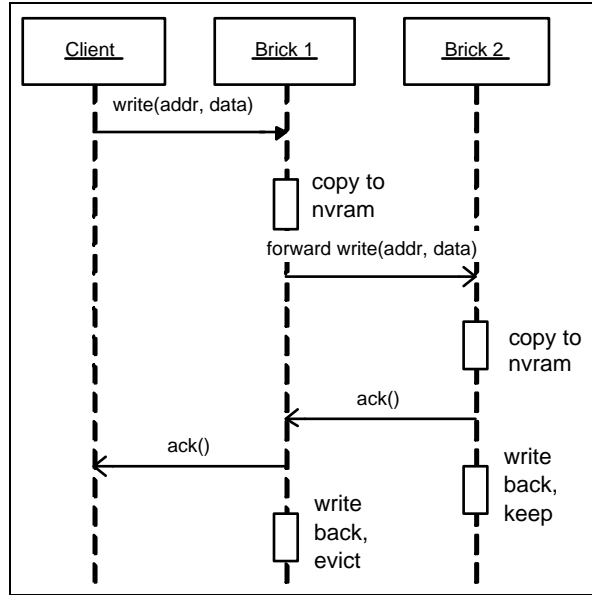 Client
Brick 1
Brick 2
write(addr, data)
copy to
nvram
forward write(addr, data)
copy to
nvram
ack()
ack()
write
back,
keep
write
back,
evict